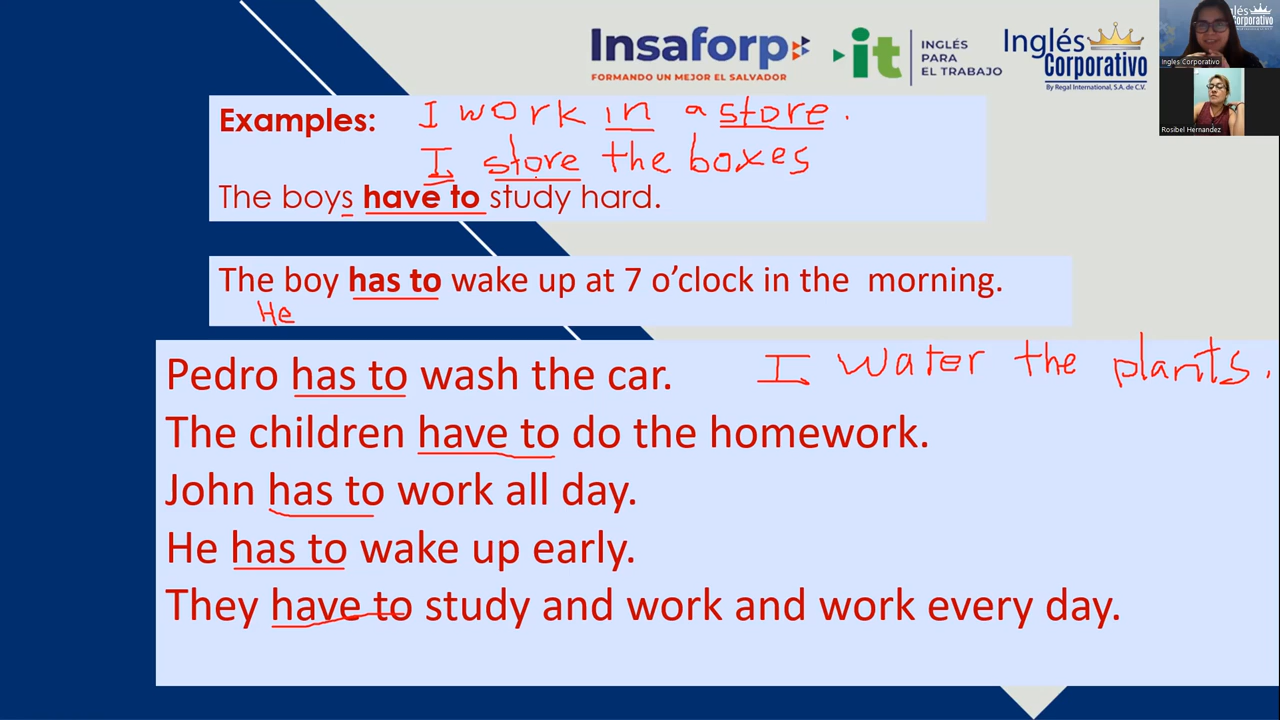 Insaforp
FORMANDO UN MEJOR EL SALVADOR
it
INGLÉS
PARA
EL TRABAJO
Inglés
Corporativo
By Regal International, S.A. de C.V.
Corporativo
Ingles Corporativo
Rosibel Hernandez
Examples: I work in a store.
I store the boxes
The boys have to study hard.
The boy has to wake up at 7 o’clock in the  morning.
He
Pedro has to wash the car. I water the plants.
The children have to do the homework.
John has to work all day.
He has to wake up early.
They have to study and work and work every day.